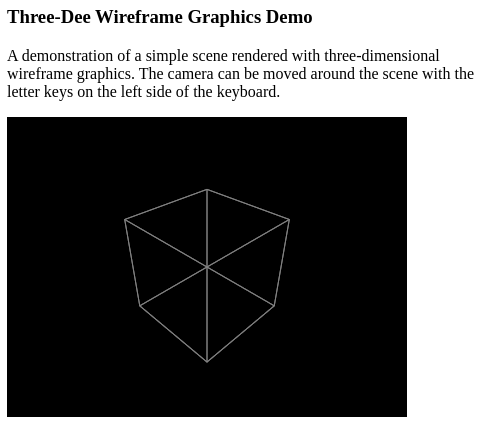 Three-Dee Wireframe Graphics Demo
A demonstration of a simple scene rendered with three-dimensional
wireframe graphics. The camera can be moved around the scene with the
letter keys on the left side of the keyboard.